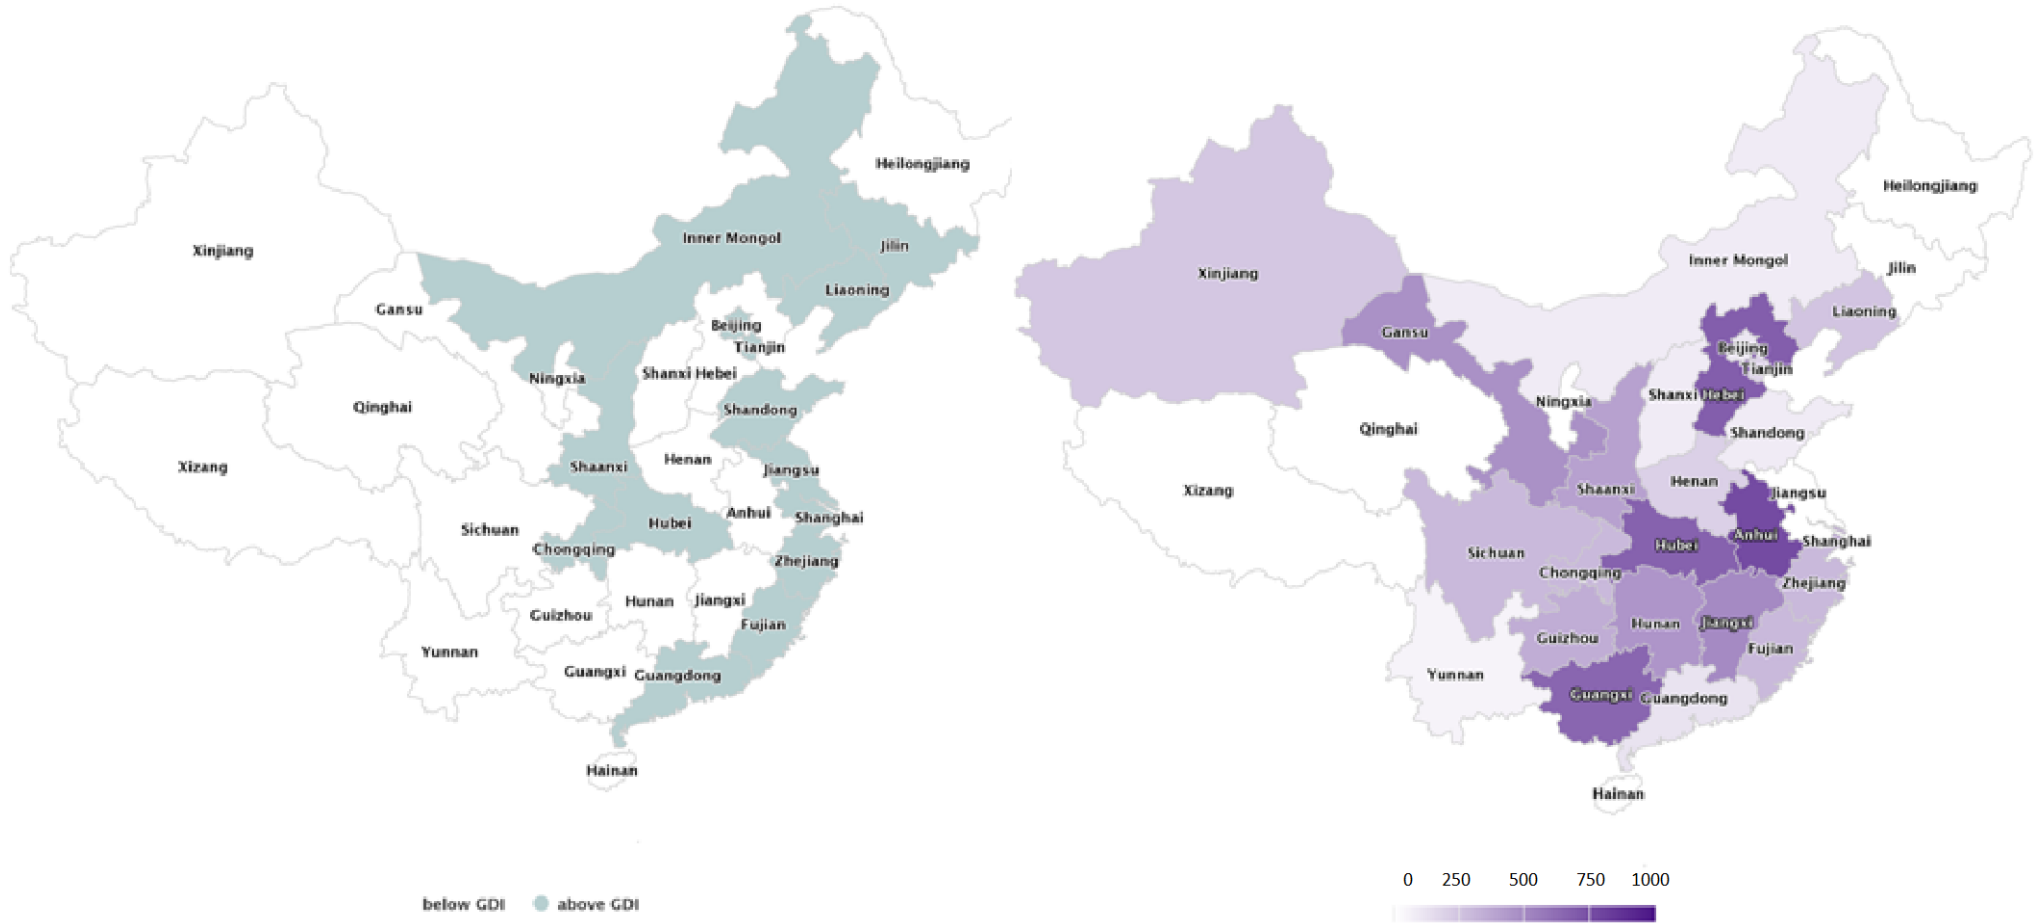 Heilongjiang
Xinjiang
Inner Mongol
Jilin
Liaoning
Gansu
Beijing
Tianjin
Ningxia
Shanxi Hebei
Qinghai
Shandong
Xizang
Shaanxi
Henan
Jiangsu
Sichuan
Hubei
Anhui
Shanghai
Chongqing
Zhejiang
Guizhou
Hunan
Jiangxi
Fujian
Yunnan
Guangxi
Guangdong
Hainan
below GDI
above GDI
Heilongjiang
Xinjiang
Inner Mongol
Jilin
Liaoning
Gansu
Beijing
Tianjin
Ningxia
Shanxi Hebei
Qinghai
Shandong
Xizang
Shaanxi
Henan
Jiangsu
Sichuan
Hubei
Anhui
Shanghai
Chongqing
Zhejiang
Guizhou
Hunan
Jiangxi
Fujian
Yunnan
Guangxi
Guangdong
Hainan
0 250 500 750 1000